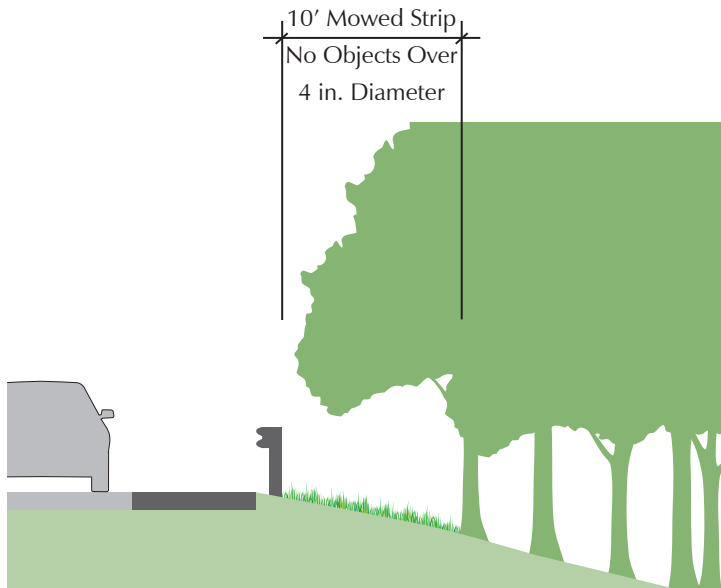 10’ Mowed Strip
No Objects Over
4 in. Diameter